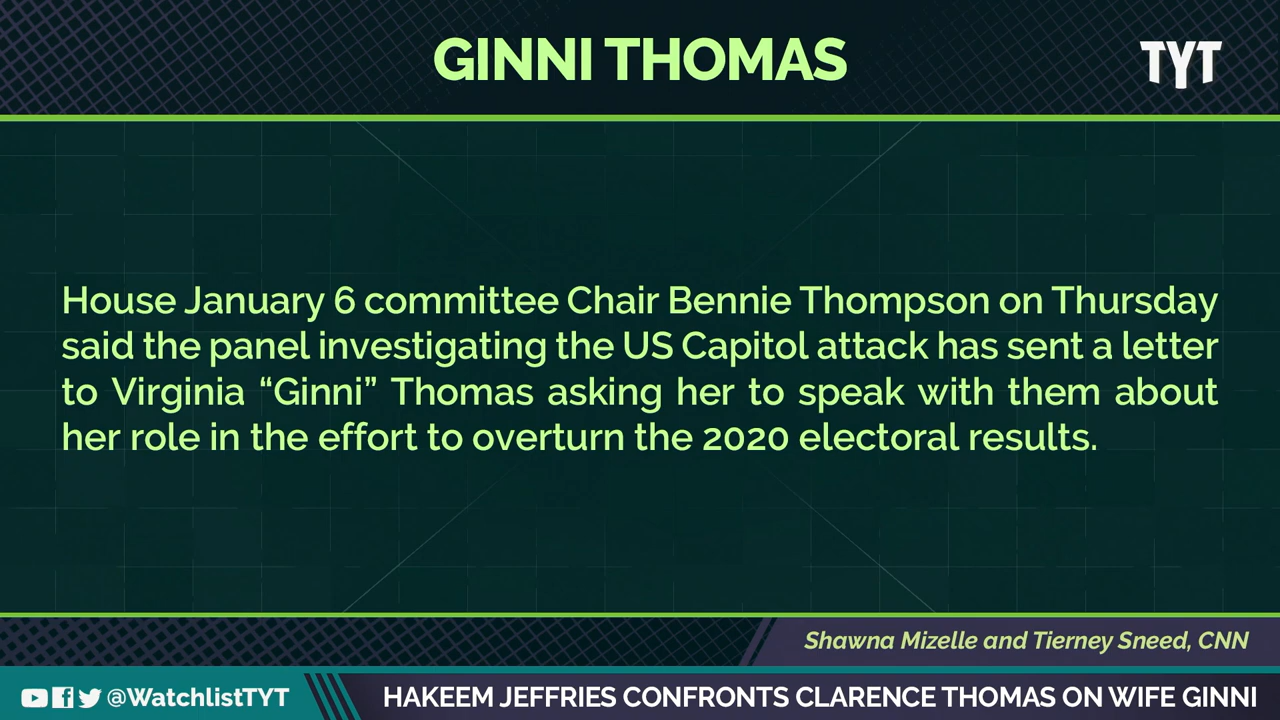 GINNI THOMAS
TYT
House January 6 committee Chair Bennie Thompson on Thursday
said the panel investigating the US Capitol attack has sent a letter
to Virginia “Ginni” Thomas asking her to speak with them about
her role in the effort to overturn the 2020 electoral results.
Shawna Mizelle and Tierney Sneed, CNN
@WatchlistTYT
HAKEEM JEFFRIES CONFRONTS CLARENCE THOMAS ON WIFE GINNI